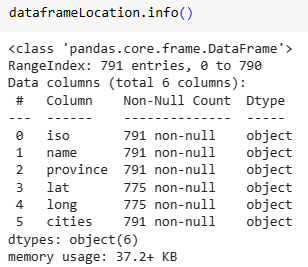 dataframeLocation.info()
<class 'pandas.core.frame.DataFrame'>
RangeIndex: 791 entries, 0 to 790
Data columns (total 6 columns):
 #   Column    Non-Null Count  Dtype
---  ------    --------------  -----
 0   iso       791 non-null    object
 1   name      791 non-null    object
 2   province  791 non-null    object
 3   lat       775 non-null    object
 4   long      775 non-null    object
 5   cities    791 non-null    object
dtypes: object(6)
memory usage: 37.2+ KB